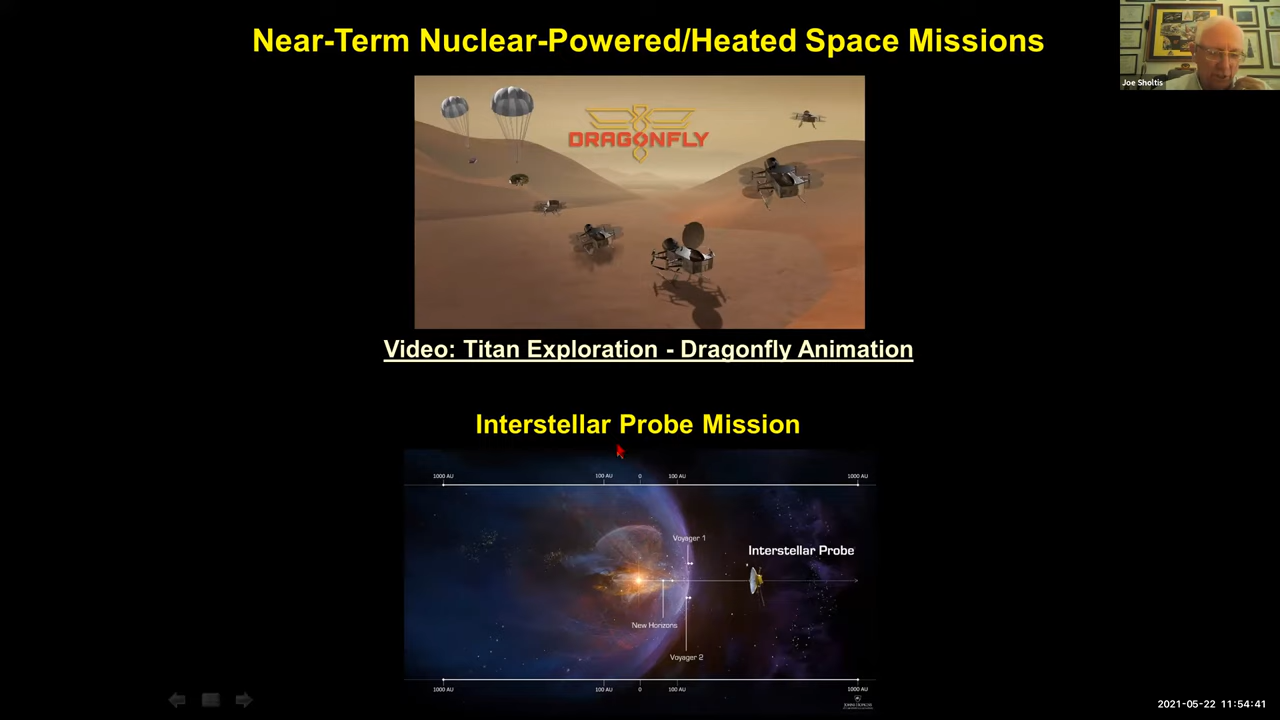 Near-Term Nuclear-Powered/Heated Space Missions
Joe Sholtis
DRAGONFLY
Video: Titan Exploration - Dragonfly Animation
Interstellar Probe Mission
1000 AU 100 AU 0 100 AU 1000 AU
Voyager 1
Interstellar Probe
New Horizons
Voyager 2
1000 AU 100 AU 0 100 AU 1000 AU
2021-05-22 11:54:41